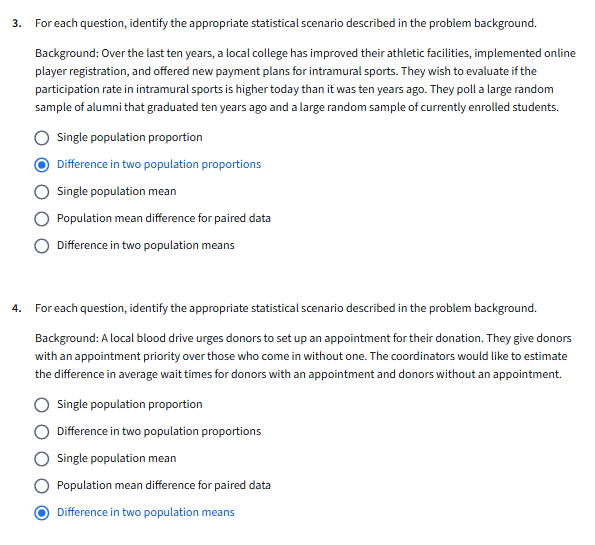 3. For each question, identify the appropriate statistical scenario described in the problem background.
Background: Over the last ten years, a local college has improved their athletic facilities, implemented online
player registration, and offered new payment plans for intramural sports. They wish to evaluate if the
participation rate in intramural sports is higher today than it was ten years ago. They poll a large random
sample of alumni that graduated ten years ago and a large random sample of currently enrolled students.
Single population proportion
Difference in two population proportions
Single population mean
Population mean difference for paired data
Difference in two population means
4. For each question, identify the appropriate statistical scenario described in the problem background.
Background: A local blood drive urges donors to set up an appointment for their donation. They give donors
with an appointment priority over those who come in without one. The coordinators would like to estimate
the difference in average wait times for donors with an appointment and donors without an appointment.
Single population proportion
Difference in two population proportions
Single population mean
Population mean difference for paired data
Difference in two population means